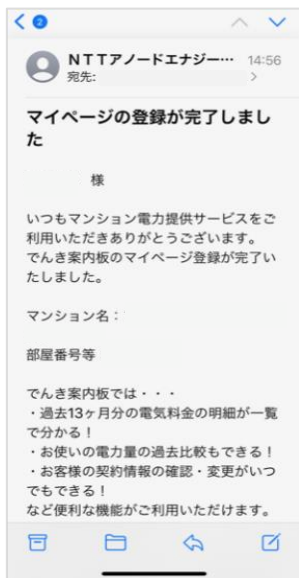 2
NTTアノードエナジー… 14:56
宛先:
マイページの登録が完了しまし
た
様
いつもマンション電力提供サービスをご
利用いただきありがとうございます。
でんき案内板のマイページ登録が完了い
たしました。
マンション名：
部屋番号等
でんき案内板では・・・
・過去13ヶ月分の電気料金の明細が一覧
で分かる！
・お使いの電力量の過去比較もできる！
・お客様の契約情報の確認・変更がいつ
でもできる！
など便利な機能がご利用いただけます。